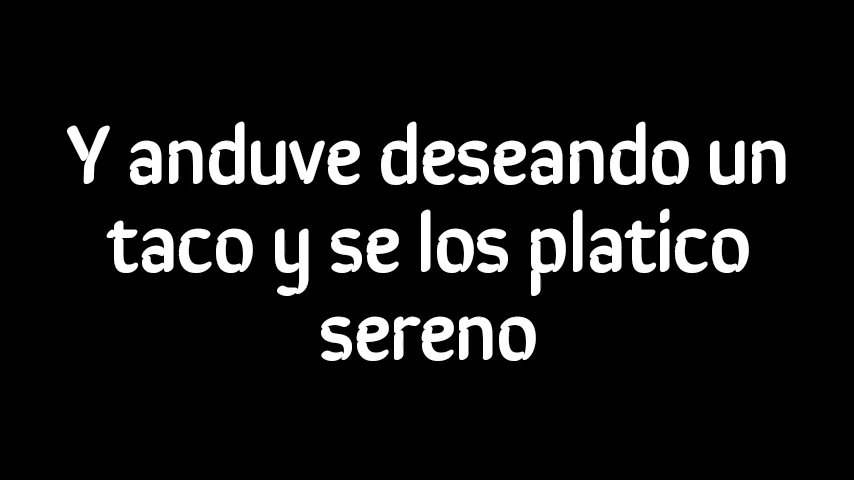 Y anduve deseando un
taco y se los platico
sereno